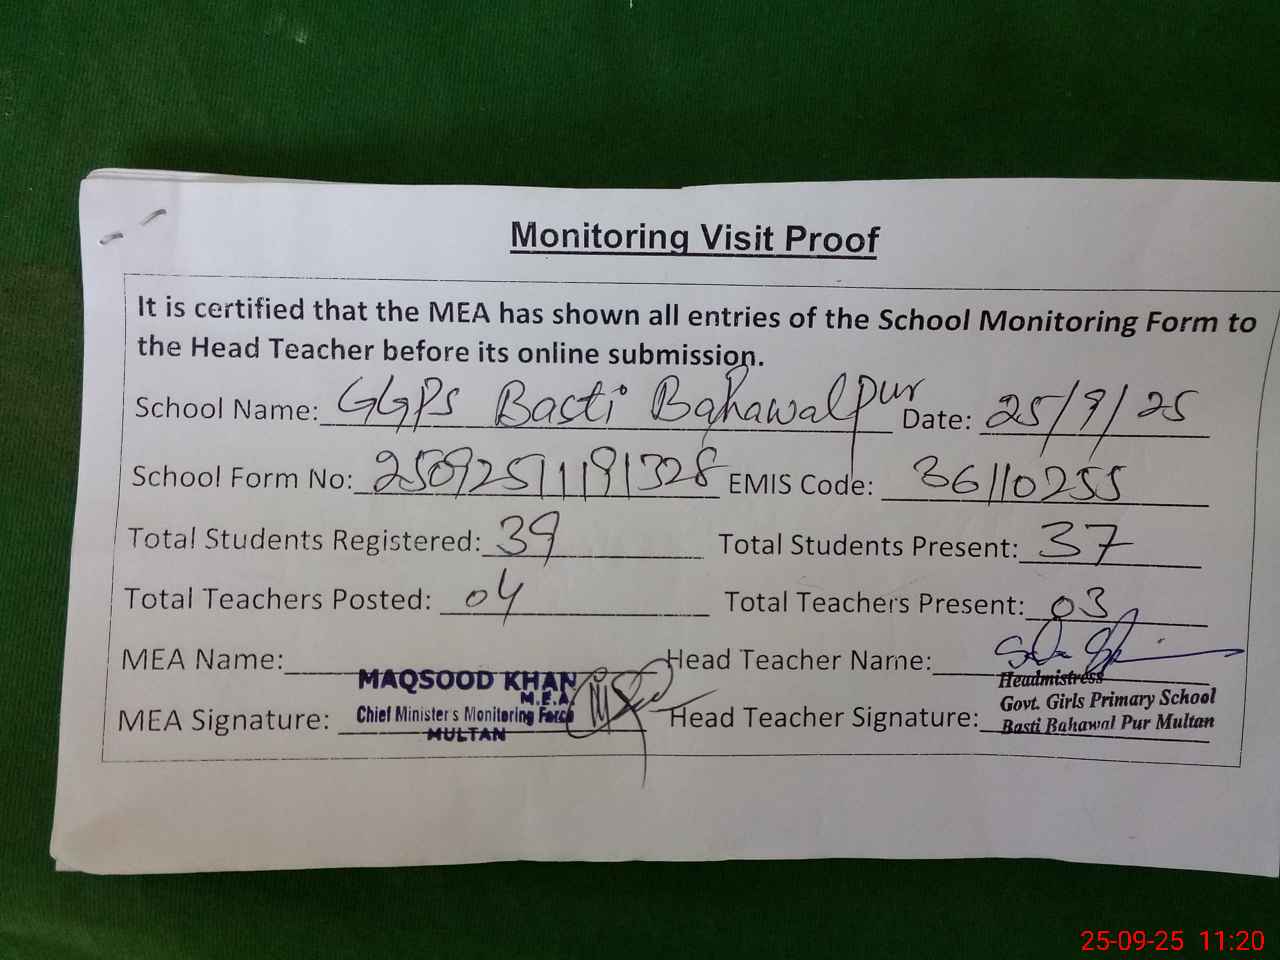 Monitoring Visit Proof
It is certified that the MEA has shown all entries of the School Monitoring Form to
the Head Teacher before its online submission.
School Name: GGPS Basti Bahawalpur Date: 25/9/25
School Form No: 25092511191328 EMIS Code: 36110255
Total Students Registered: 39 Total Students Present: 37
Total Teachers Posted: 04 Total Teachers Present: 03
MEA Name: Head Teacher Name:
MAQSOOD KHAN
M.E.A
Chief Minister's Monitoring Force
MULTAN
MEA Signature: Head Teacher Signature:
Headmistress
Govt. Girls Primary School
Basti Bahawal Pur Multan
25-09-25 11:20